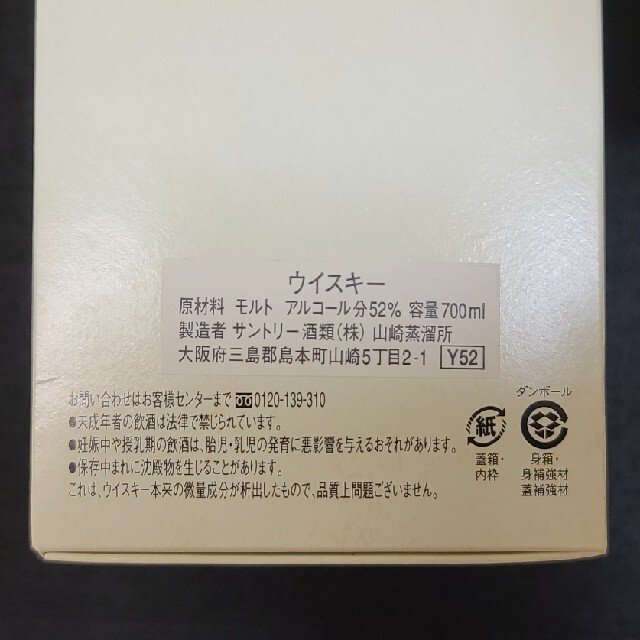 ウイスキー
原材料 モルト アルコール分52% 容量700ml
製造者 サントリー酒類(株) 山崎蒸溜所
大阪府三島郡島本町山崎5丁目2-1 Y52
お問い合わせはお客様センターまで 0120-139-310
●未成年者の飲酒は法律で禁じられています。
●妊娠中や授乳期の飲酒は、胎児・乳児の発育に悪影響を与えるおそれがあります。
●保存中まれに沈殿物を生じることがあります。
これは、ウイスキー本来の微量成分が析出したもので、品質上問題ございません。
紙
蓋箱・
内枠
ダンボール
身箱・
身補強材
蓋補強材